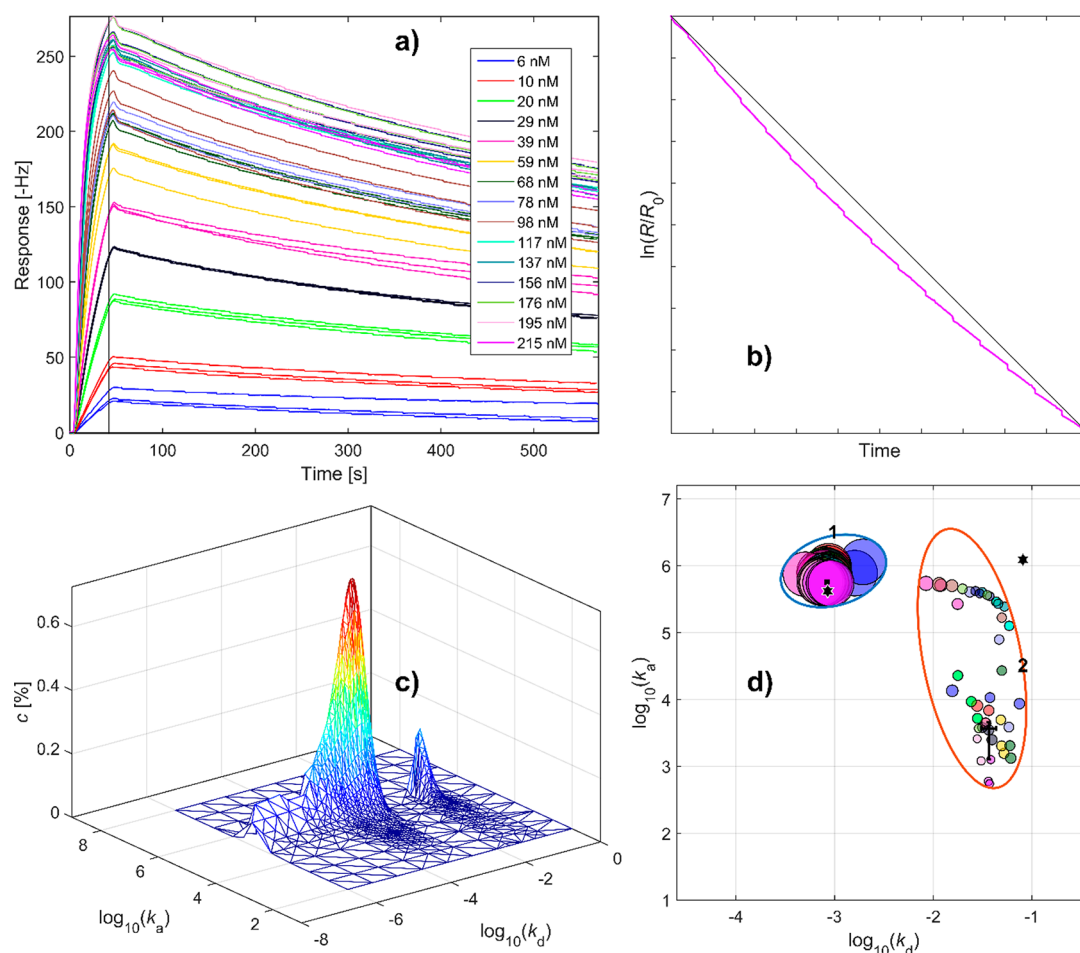 a)
Response [-Hz]
250
200
150
100
50
0
0 100 200 300 400 500
Time [s]
6 nM
10 nM
20 nM
29 nM
39 nM
59 nM
68 nM
78 nM
98 nM
117 nM
137 nM
156 nM
176 nM
195 nM
215 nM
b)
ln(R/R0)
Time
c)
c [%]
0.6
0.4
0.2
0
8
6
4
2
log10(ka)
-8
-6
-4
-2
0
log10(kd)
d)
1
2
log10(ka)
7
6
5
4
3
2
1
-4 -3 -2 -1 0
log10(kd)